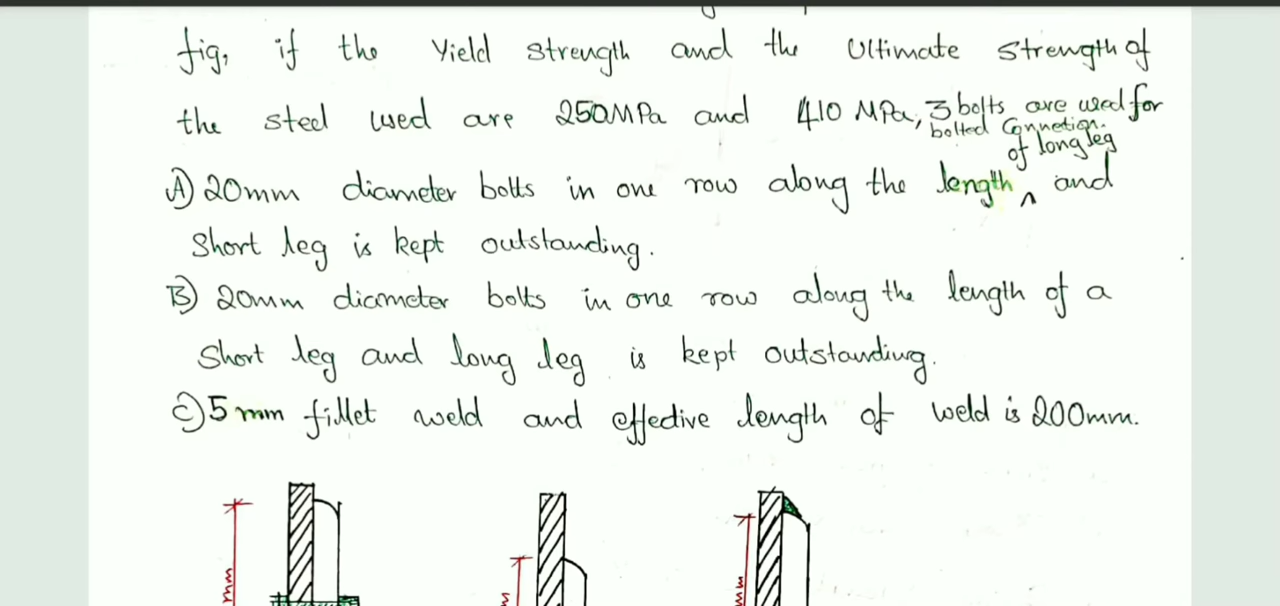 fig, if the Yield strength and the Ultimate strength of
the steel used are 250MPa and 410 MPa, 3 bolts are used for
bolted Connetion.
of long leg
A) 20mm diameter bolts in one row along the length ^ and
Short leg is kept outstanding.
B) 20mm diameter bolts in one row along the length of a
Short leg and long leg is kept outstanding.
C) 5 mm fillet weld and effedive length of weld is 200mm.